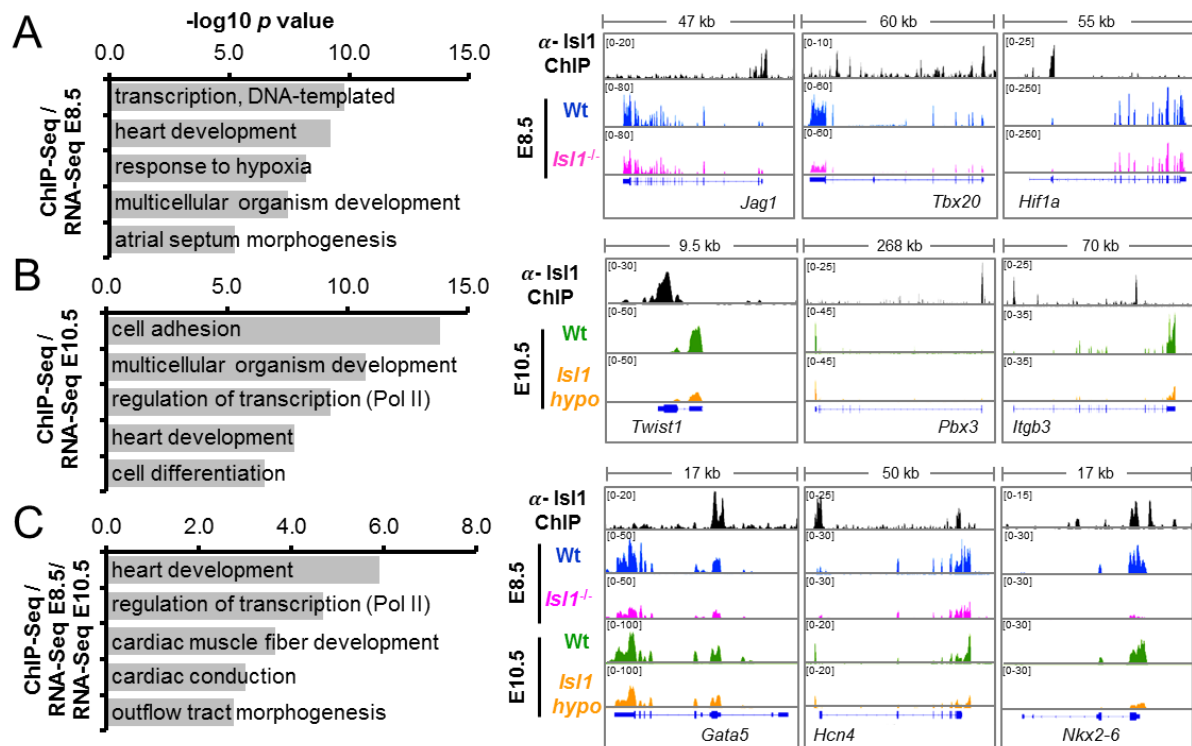 A
-log10 p value
0.0 5.0 10.0 15.0
ChIP-Seq /
RNA-Seq E8.5
transcription, DNA-templated
heart development
response to hypoxia
multicellular organism development
atrial septum morphogenesis
47 kb 60 kb 55 kb
α- Isl1
ChIP
[0-20] [0-10] [0-25]
E8.5
Wt
[0-80] [0-60] [0-250]
Isl1-/-
[0-80] [0-60] [0-250]
Jag1 Tbx20 Hif1a
B
0.0 5.0 10.0 15.0
ChIP-Seq /
RNA-Seq E10.5
cell adhesion
multicellular organism development
regulation of transcription (Pol II)
heart development
cell differentiation
9.5 kb 268 kb 70 kb
α- Isl1
ChIP
[0-30] [0-25] [0-25]
E10.5
Wt
[0-50] [0-45] [0-35]
Isl1
hypo
[0-50] [0-45] [0-35]
Twist1 Pbx3 Itgb3
C
0.0 2.0 4.0 6.0 8.0
ChIP-Seq /
RNA-Seq E8.5/
RNA-Seq E10.5
heart development
regulation of transcription (Pol II)
cardiac muscle fiber development
cardiac conduction
outflow tract morphogenesis
17 kb 50 kb 17 kb
α- Isl1
ChIP
[0-20] [0-25] [0-15]
E8.5
Wt
[0-50] [0-30] [0-30]
Isl1-/-
[0-50] [0-30] [0-30]
E10.5
Wt
[0-100] [0-20] [0-30]
Isl1
hypo
[0-100] [0-20] [0-30]
Gata5 Hcn4 Nkx2-6